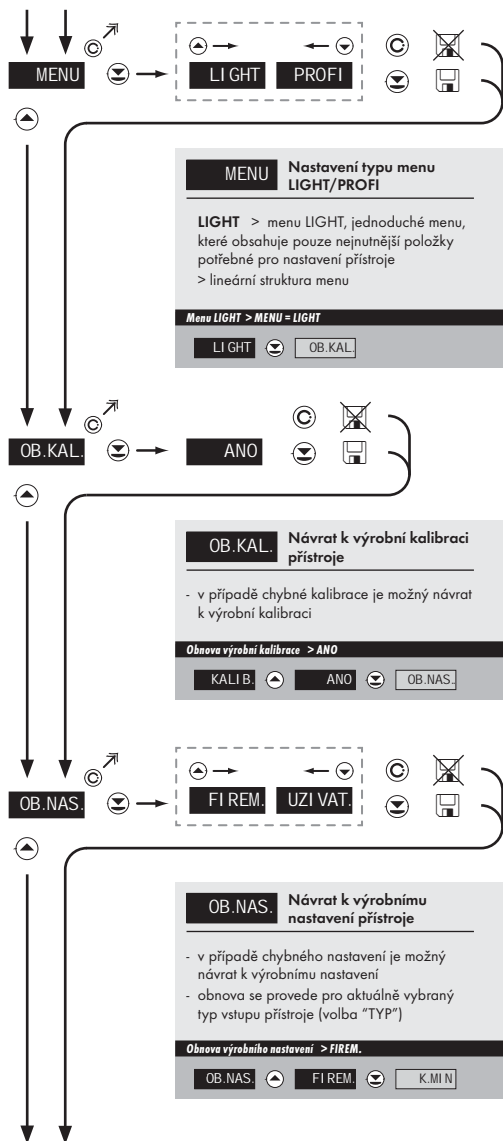 MENU
LIGHT PROFI
MENU Nastavení typu menu
LIGHT/PROFI
LIGHT > menu LIGHT, jednoduché menu,
které obsahuje pouze nejnutnější položky
potřebné pro nastavení přístroje
> lineární struktura menu
Menu LIGHT > MENU = LIGHT
LIGHT OB.KAL.
OB.KAL. ANO
OB.KAL. Návrat k výrobní kalibraci
přístroje
- v případě chybné kalibrace je možný návrat
k výrobní kalibraci
Obnova výrobní kalibrace > ANO
KALIB. ANO OB.NAS.
OB.NAS. FIREM. UZIVAT.
OB.NAS. Návrat k výrobnímu
nastavení přístroje
- v případě chybného nastavení je možný
návrat k výrobnímu nastavení
- obnova se provede pro aktuálně vybraný
typ vstupu přístroje (volba "TYP")
Obnova výrobního nastavení > FIREM.
OB.NAS. FIREM. K.MIN